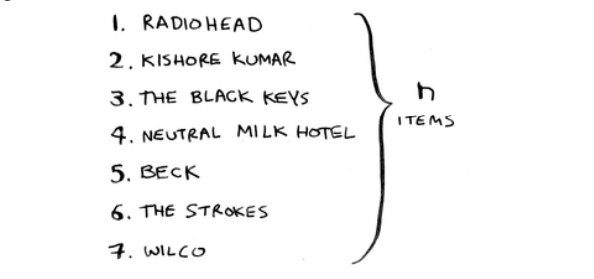 1. RADIOHEAD
2. KISHORE KUMAR
3. THE BLACK KEYS
4. NEUTRAL MILK HOTEL
5. BECK
6. THE STROKES
7. WILCO
n
ITEMS